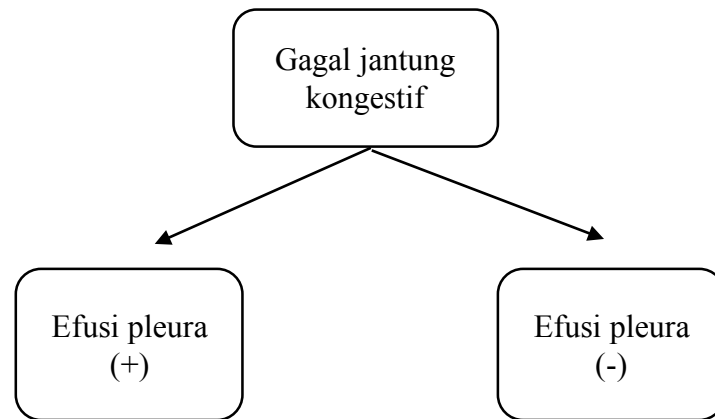 Gagal jantung
kongestif
Efusi pleura
(+)
Efusi pleura
(-)